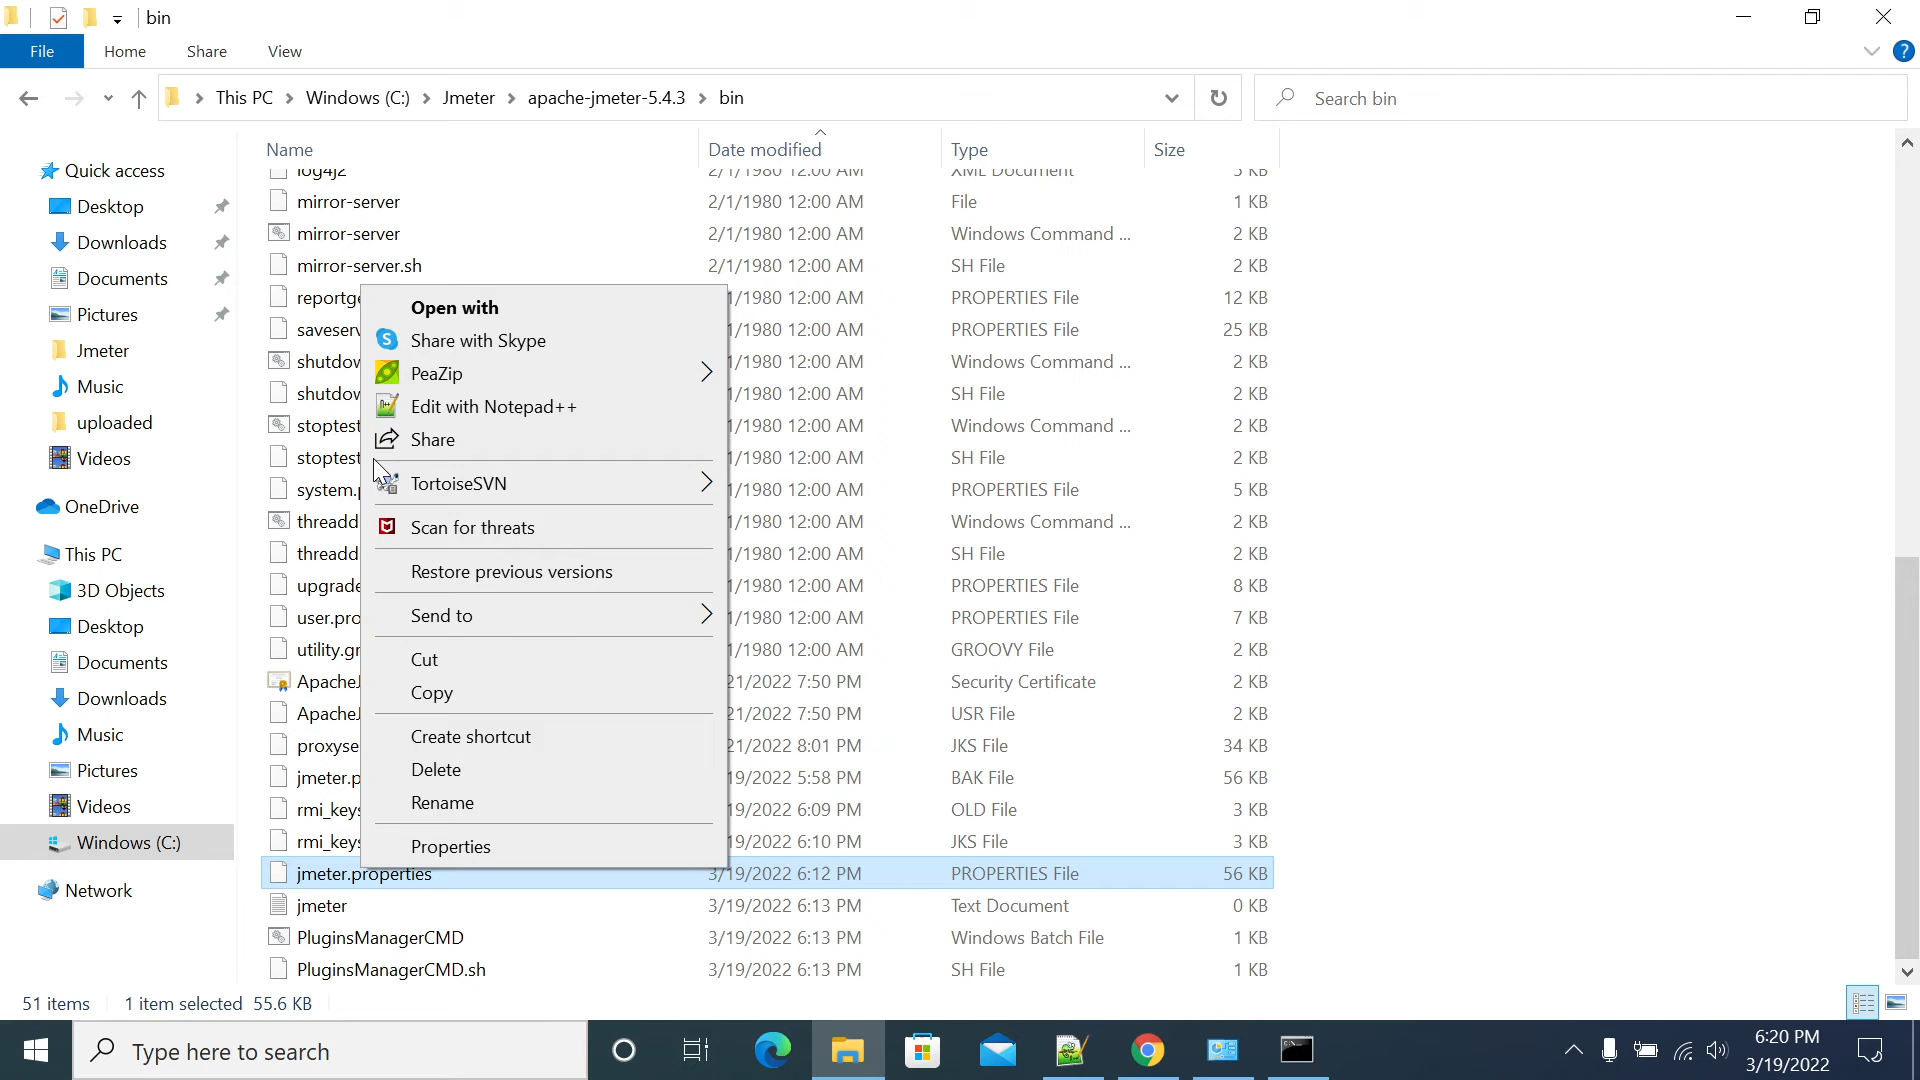 bin
File Home Share View
This PC Windows (C:) Jmeter apache-jmeter-5.4.3 bin
Search bin
Name Date modified Type Size
Quick access
Desktop
Downloads
Documents
Pictures
Jmeter
Music
uploaded
Videos
OneDrive
This PC
3D Objects
Desktop
Documents
Downloads
Music
Pictures
Videos
Windows (C:)
Network
log4j2 2/1/1980 12:00 AM XML Document 3 KB
mirror-server 2/1/1980 12:00 AM File 1 KB
mirror-server 2/1/1980 12:00 AM Windows Command ... 2 KB
mirror-server.sh 2/1/1980 12:00 AM SH File 2 KB
reportge 1/1980 12:00 AM PROPERTIES File 12 KB
saveserv 1/1980 12:00 AM PROPERTIES File 25 KB
shutdow 1/1980 12:00 AM Windows Command ... 2 KB
shutdow 1/1980 12:00 AM SH File 2 KB
stoptest 1/1980 12:00 AM Windows Command ... 2 KB
stoptest 1/1980 12:00 AM SH File 2 KB
system.p 1/1980 12:00 AM PROPERTIES File 5 KB
threadd 1/1980 12:00 AM Windows Command ... 2 KB
threadd 1/1980 12:00 AM SH File 2 KB
upgrade 1/1980 12:00 AM PROPERTIES File 8 KB
user.pro 1/1980 12:00 AM PROPERTIES File 7 KB
utility.gr 1/1980 12:00 AM GROOVY File 2 KB
ApacheJ 21/2022 7:50 PM Security Certificate 2 KB
ApacheJ 21/2022 7:50 PM USR File 2 KB
proxyse 21/2022 8:01 PM JKS File 34 KB
jmeter.p 19/2022 5:58 PM BAK File 56 KB
rmi_keys 19/2022 6:09 PM OLD File 3 KB
rmi_keys 19/2022 6:10 PM JKS File 3 KB
jmeter.properties 3/19/2022 6:12 PM PROPERTIES File 56 KB
jmeter 3/19/2022 6:13 PM Text Document 0 KB
PluginsManagerCMD 3/19/2022 6:13 PM Windows Batch File 1 KB
PluginsManagerCMD.sh 3/19/2022 6:13 PM SH File 1 KB
Open with
Share with Skype
PeaZip
Edit with Notepad++
Share
TortoiseSVN
Scan for threats
Restore previous versions
Send to
Cut
Copy
Create shortcut
Delete
Rename
Properties
51 items 1 item selected 55.6 KB
Type here to search
6:20 PM
3/19/2022